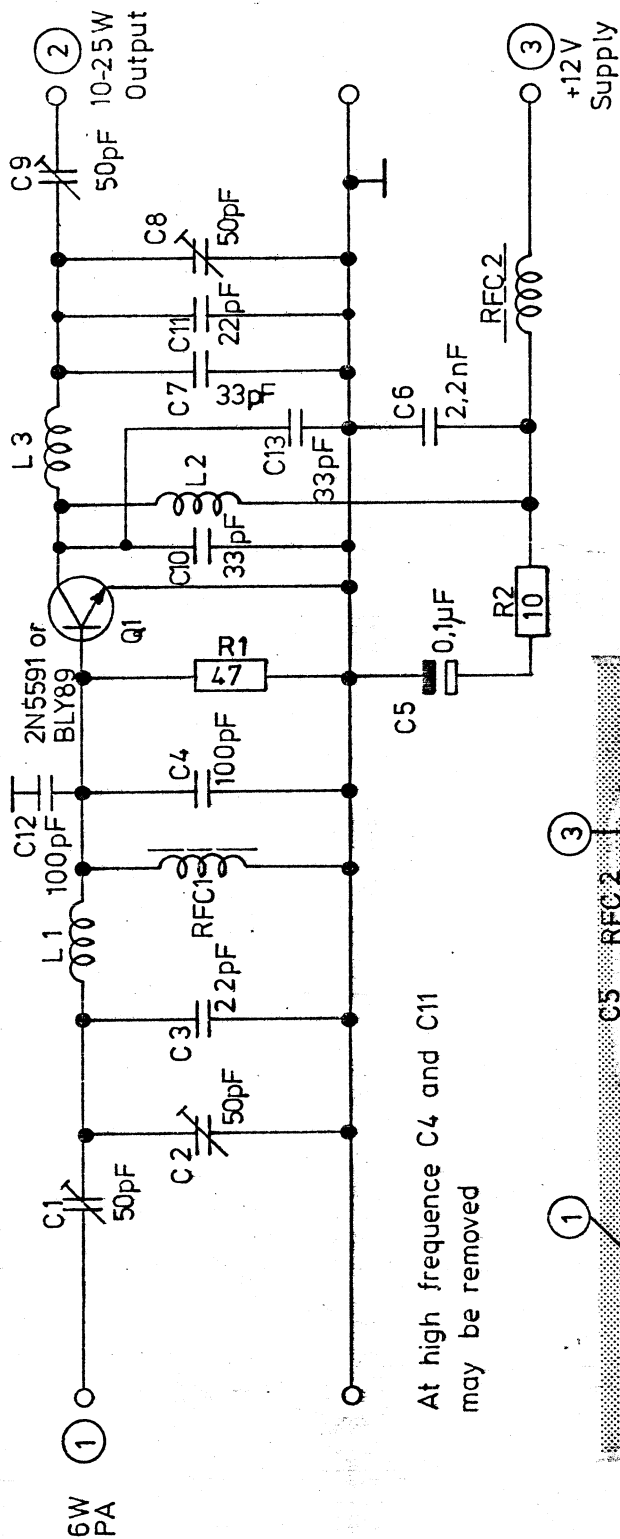 6W
PA
1
C1
50pF
C2
50pF
C3
22pF
L1
RFC1
C12
100pF
C4
100pF
2N5591 or
BLY89
R1
47
Q1
C10
33pF
L2
C13
33pF
L3
C7
33pF
C11
22pF
C8
50pF
C9
50pF
2
10-25W
Output
C5
0,1µF
R2
10
C6
2,2nF
RFC2
3
+12V
Supply
At high frequence C4 and C11
may be removed
1
3
C5 RFC2